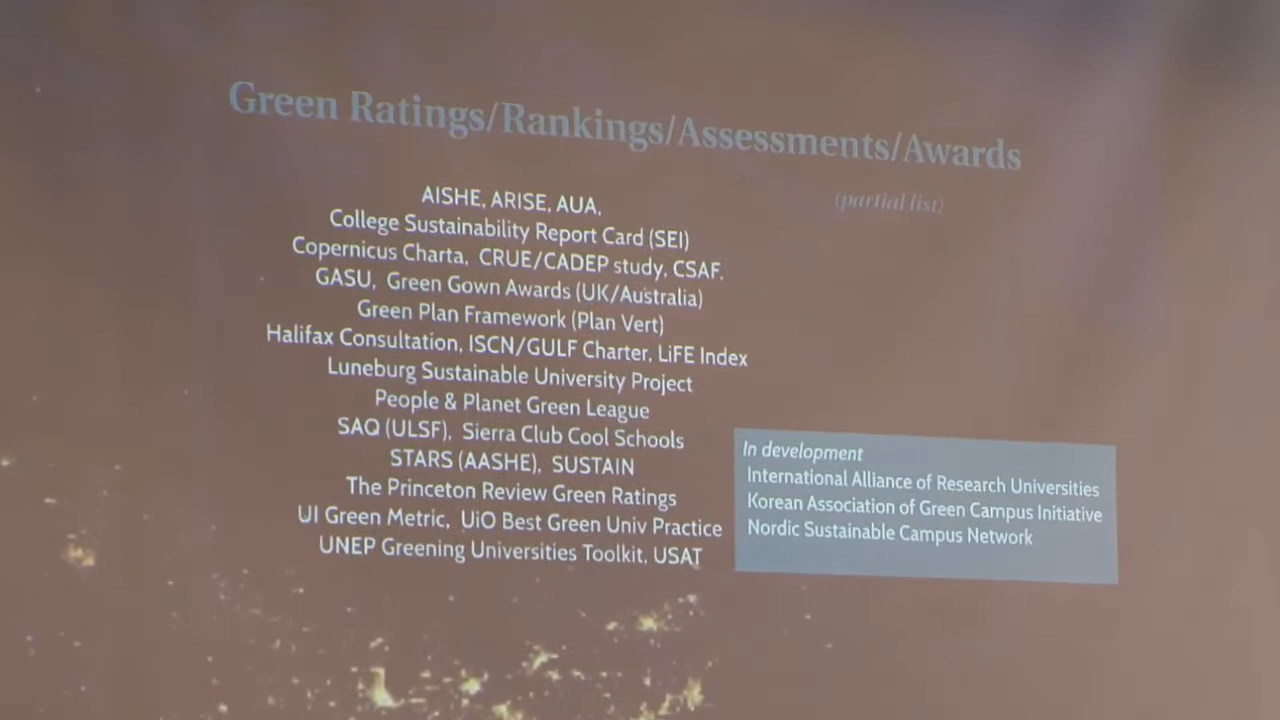 Green Ratings/Rankings/Assessments/Awards
(partial list)
AISHE, ARISE, AUA,
College Sustainability Report Card (SEI)
Copernicus Charta, CRUE/CADEP study, CSAF,
GASU, Green Gown Awards (UK/Australia)
Green Plan Framework (Plan Vert)
Halifax Consultation, ISCN/GULF Charter, LiFE Index
Luneburg Sustainable University Project
People & Planet Green League
SAQ (ULSF), Sierra Club Cool Schools
STARS (AASHE), SUSTAIN
The Princeton Review Green Ratings
UI Green Metric, UiO Best Green Univ Practice
UNEP Greening Universities Toolkit, USAT
In development
International Alliance of Research Universities
Korean Association of Green Campus Initiative
Nordic Sustainable Campus Network